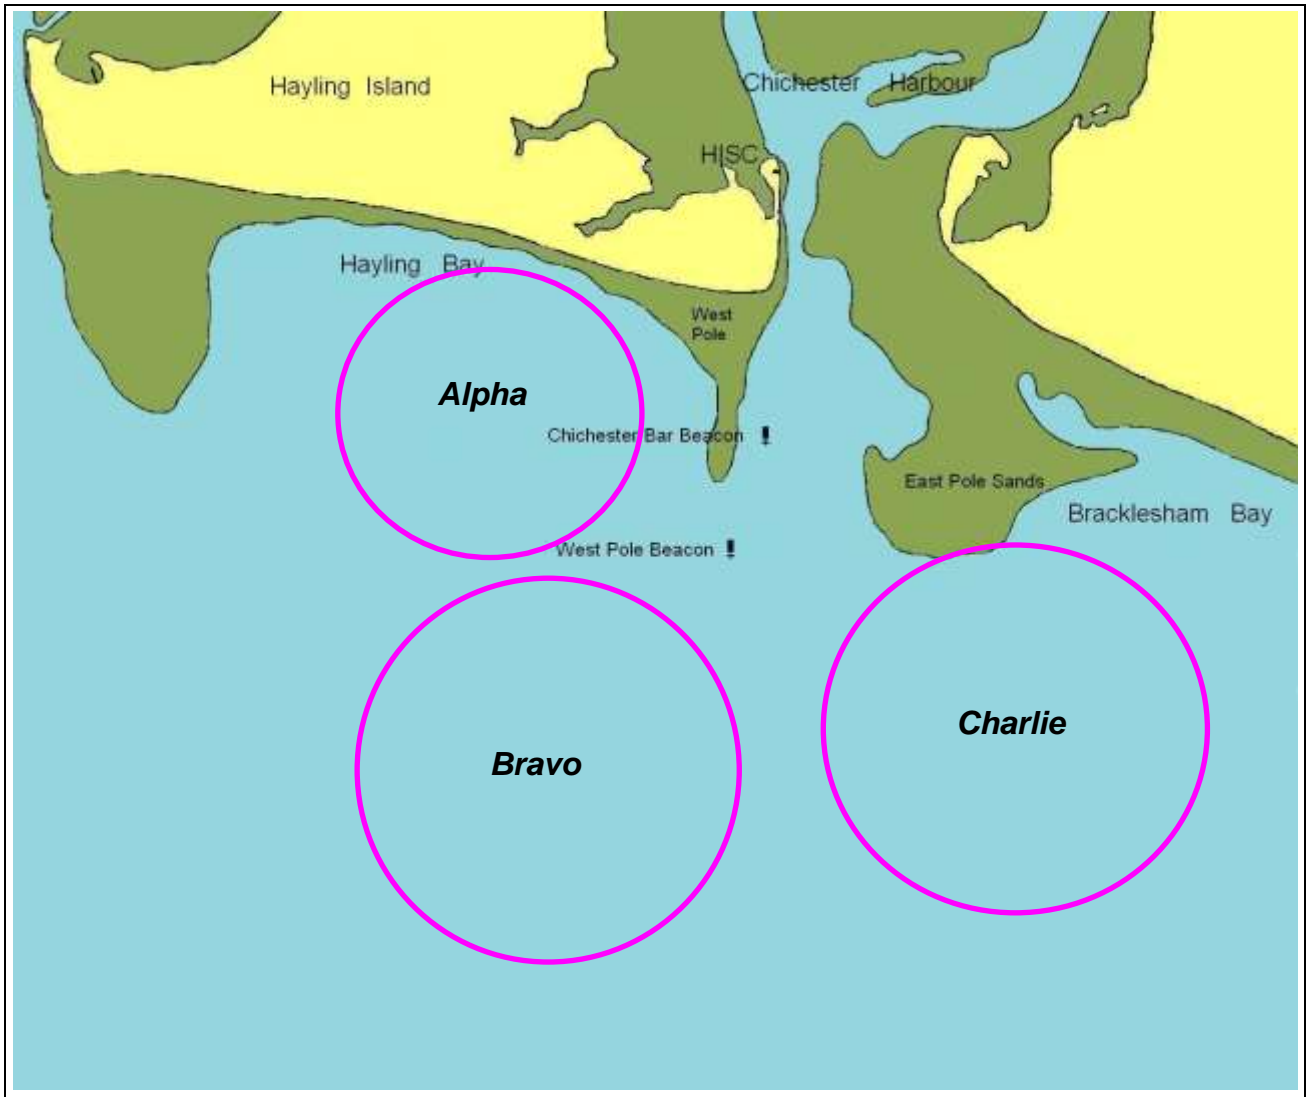 Hayling Island
Chichester Harbour
HISC
Hayling Bay
West
Pole
Alpha
Chichester Bar Beacon
East Pole Sands
Bracklesham Bay
West Pole Beacon
Charlie
Bravo